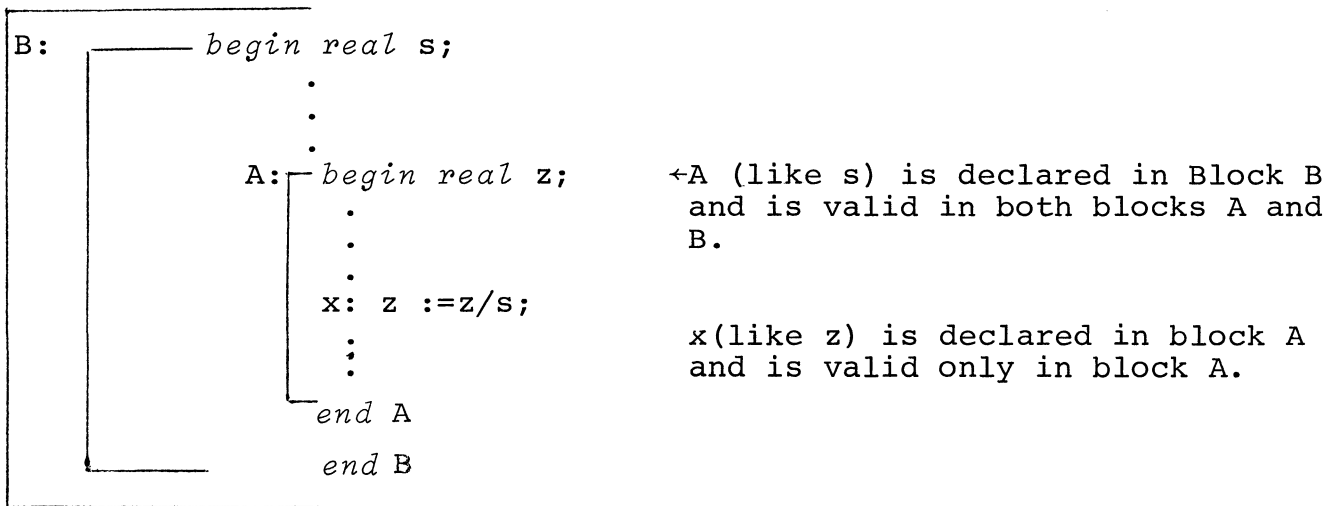 B: begin real s;
.
.
.
A: begin real z; ←A (like s) is declared in Block B
and is valid in both blocks A and
B.
.
.
.
x: z :=z/s;
x(like z) is declared in block A
and is valid only in block A.
.
.
.
end A
end B